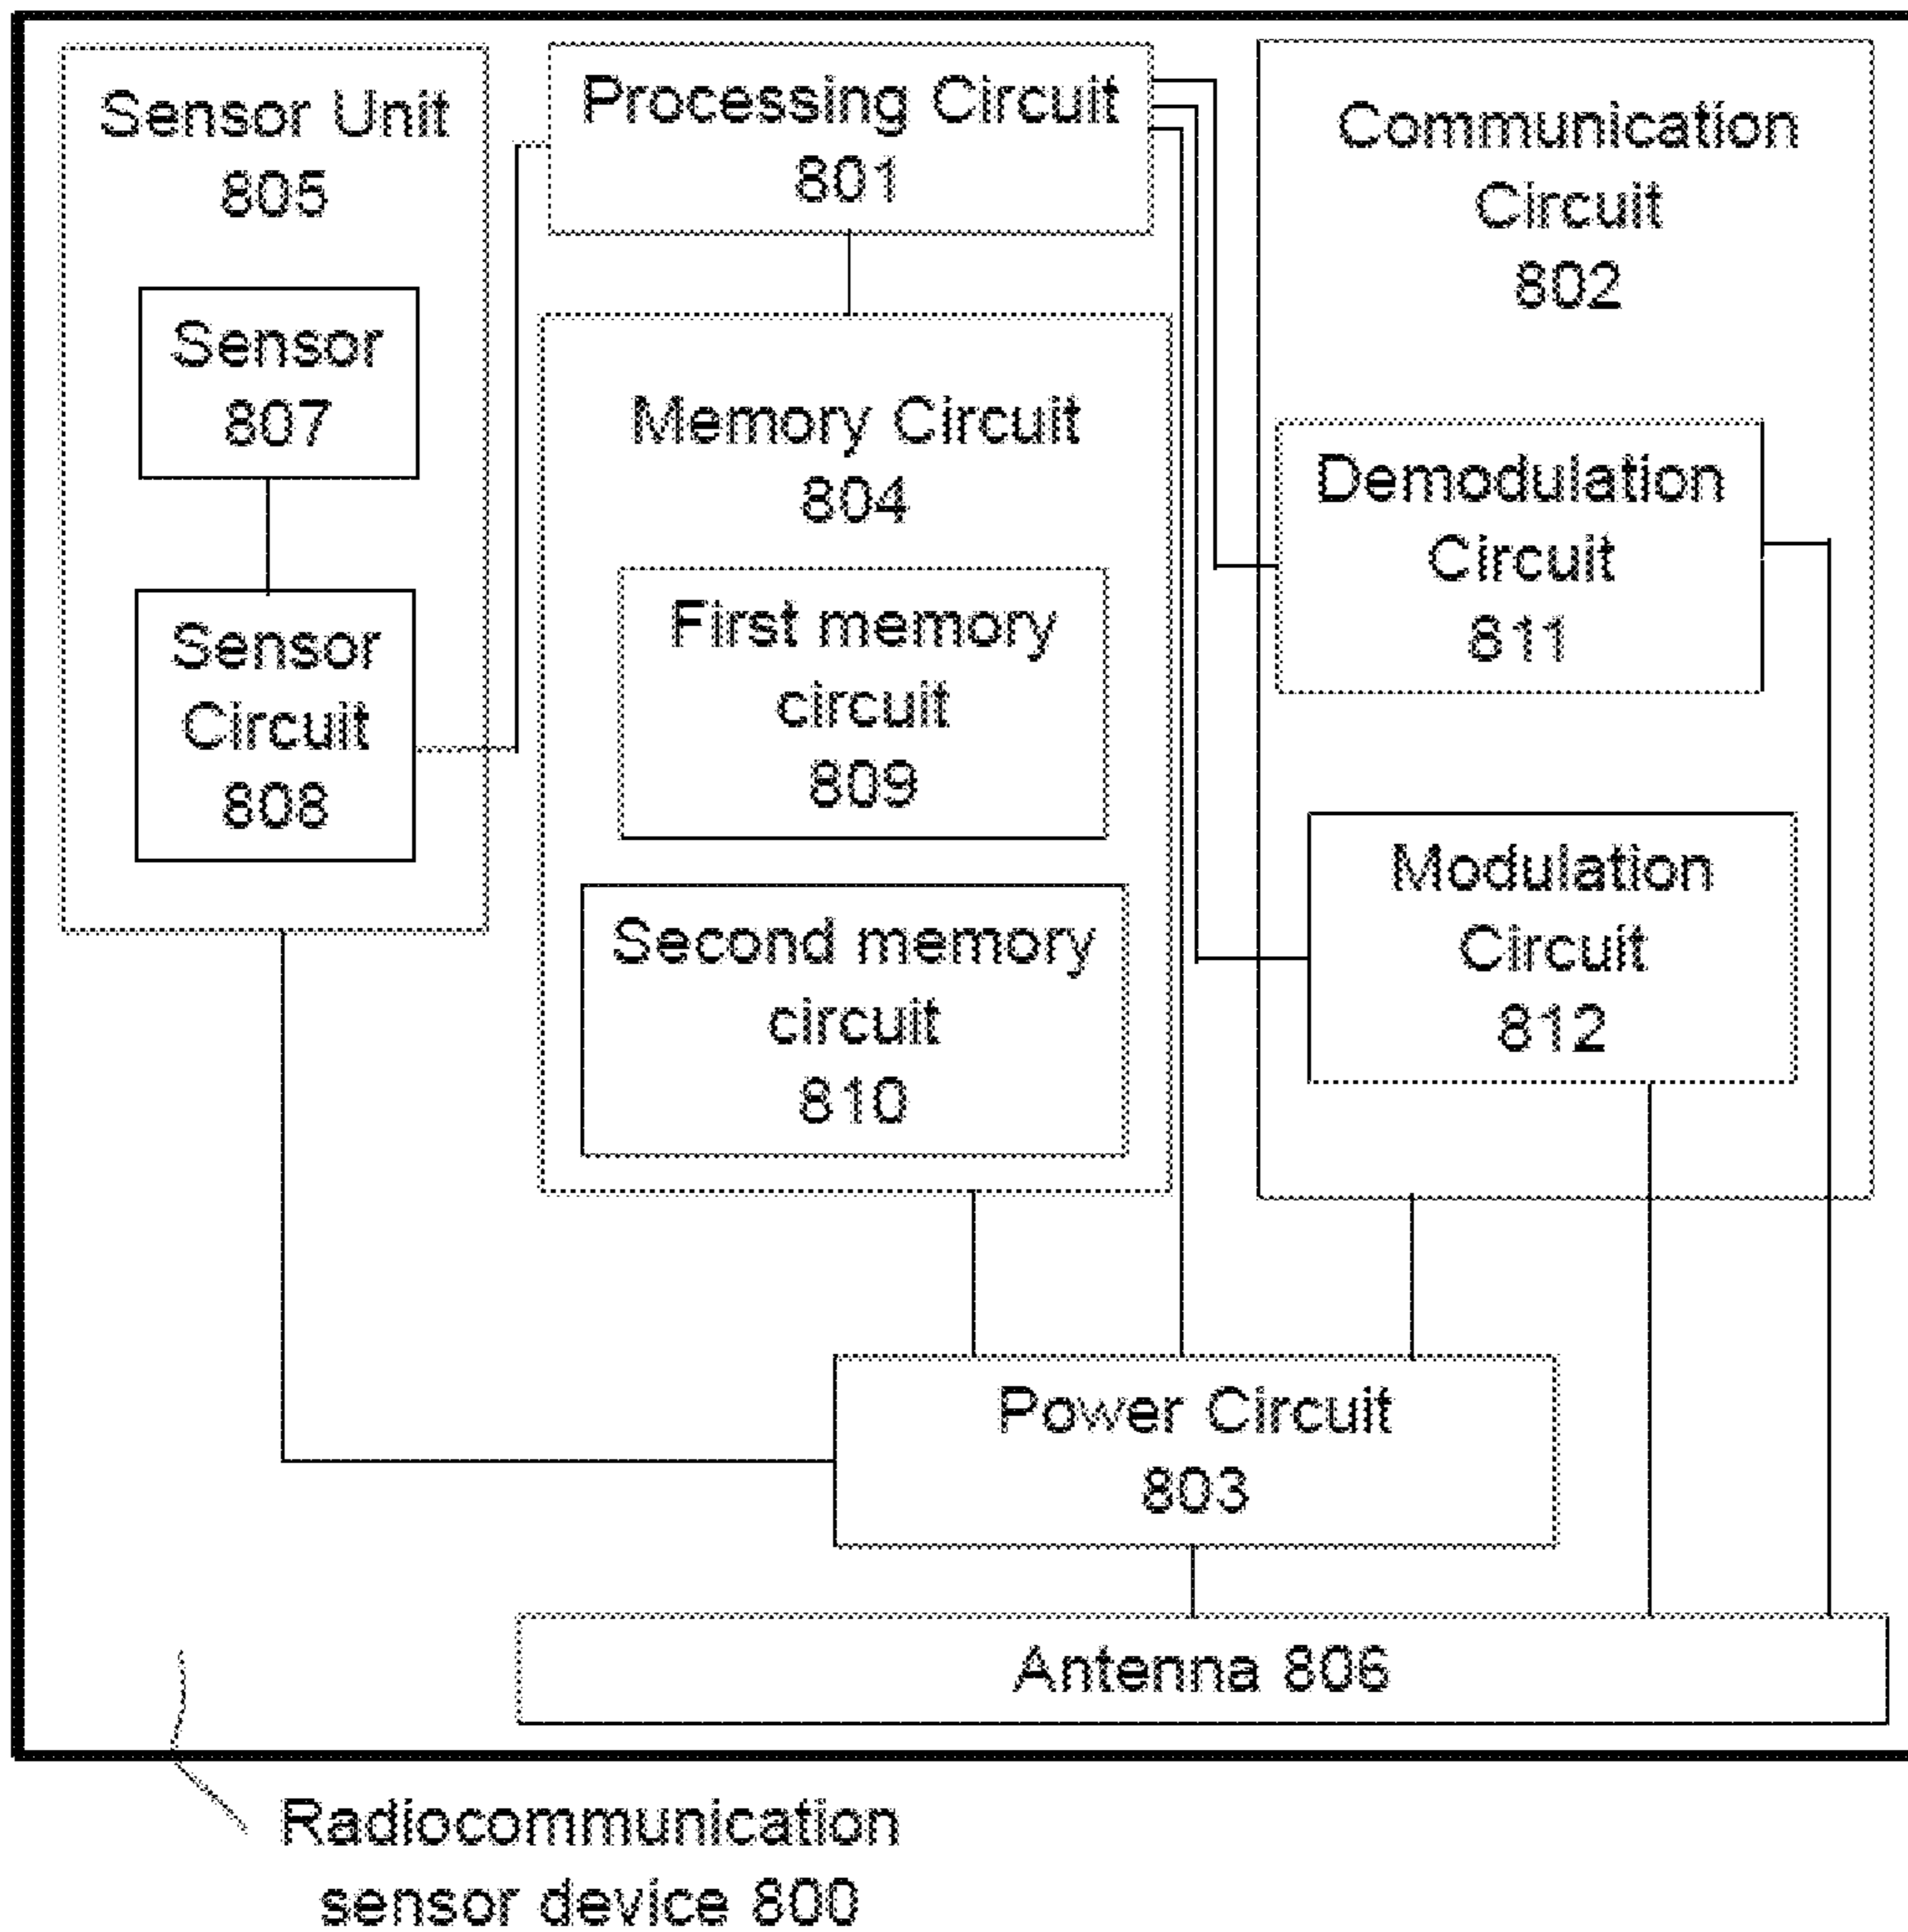 Sensor Unit
805
Sensor
807
Sensor
Circuit
808
Processing Circuit
801
Memory Circuit
804
First memory
circuit
809
Second memory
circuit
810
Communication
Circuit
802
Demodulation
Circuit
811
Modulation
Circuit
812
Power Circuit
803
Antenna 806
Radiocommunication
sensor device 800